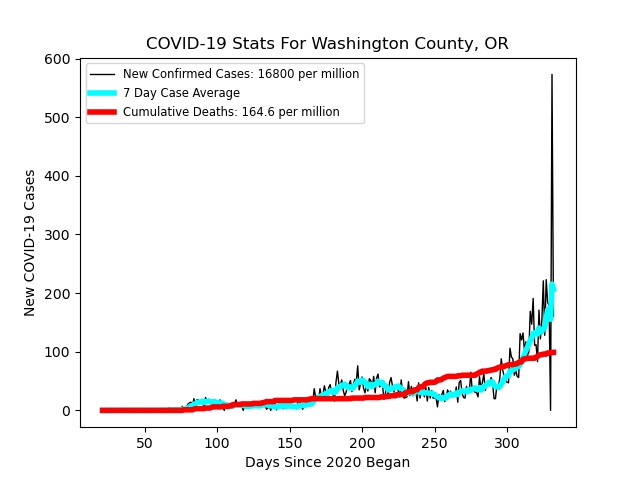 COVID-19 Stats For Washington County, OR
New Confirmed Cases: 16800 per million
7 Day Case Average
Cumulative Deaths: 164.6 per million
New COVID-19 Cases
600
500
400
300
200
100
0
50 100 150 200 250 300
Days Since 2020 Began